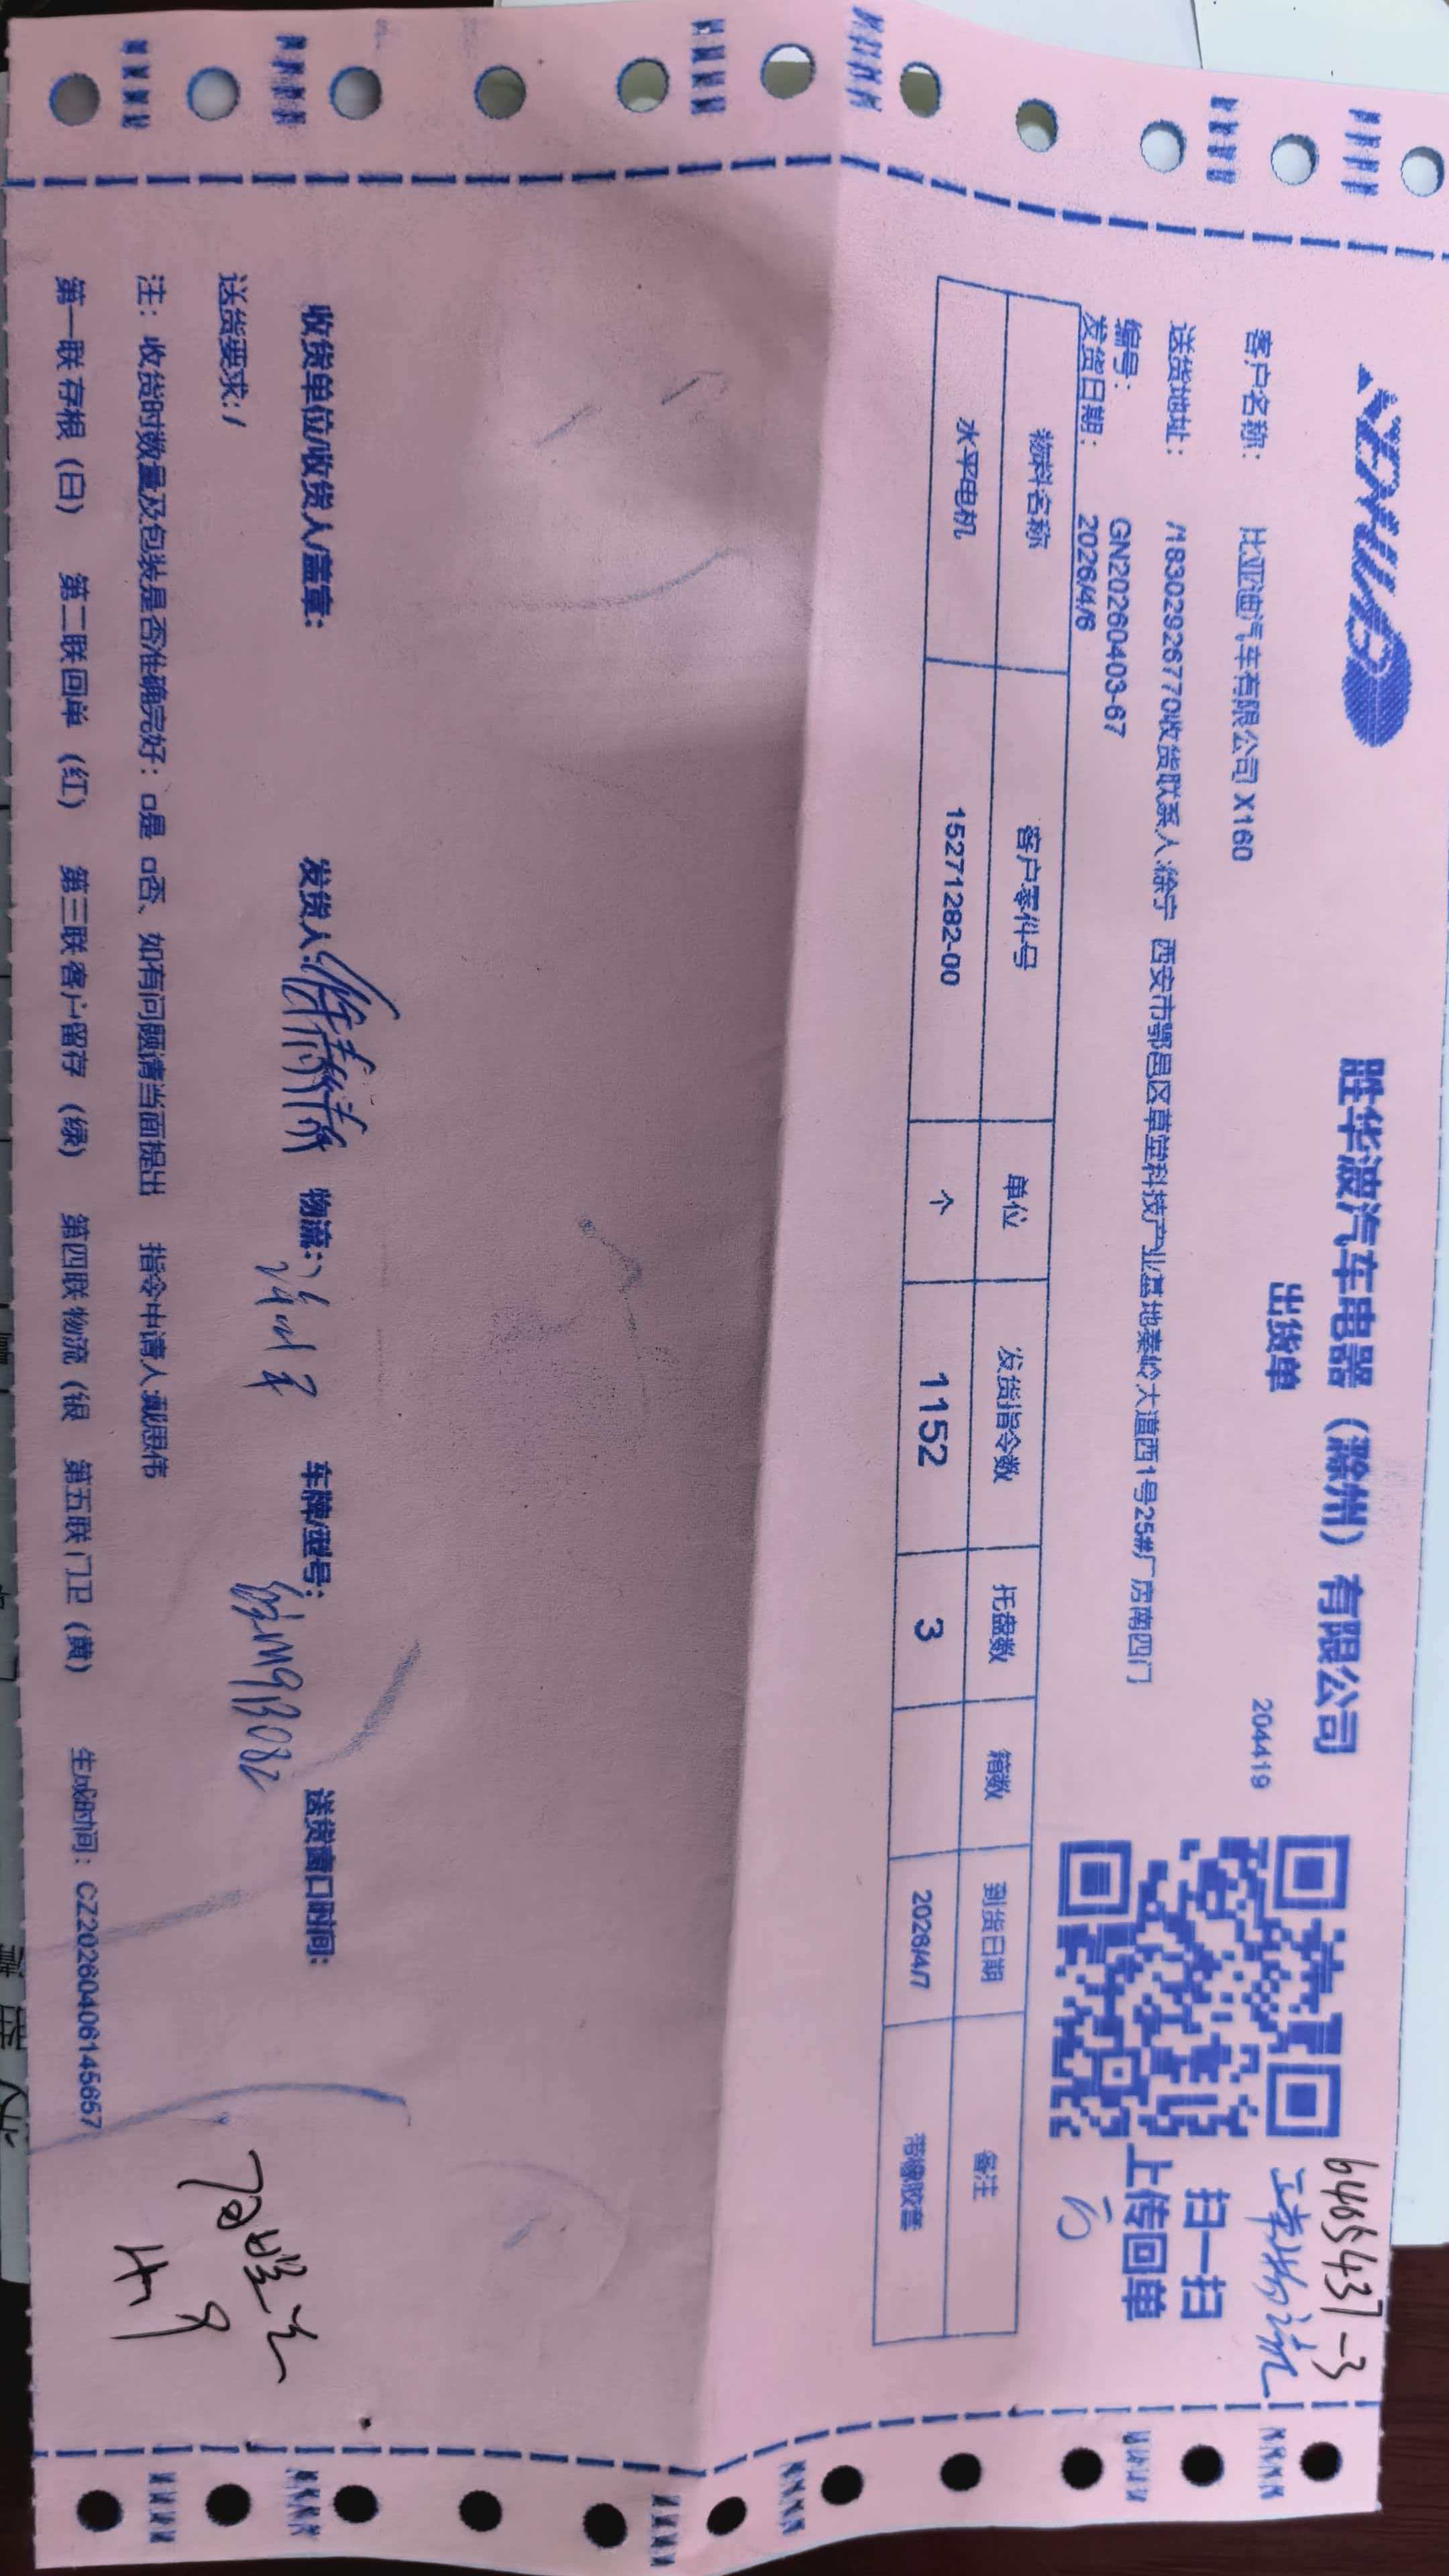 SHB
胜华波汽车电器（滁州）有限公司
出货单
204419
6465437-3
扫一扫
上传回单
客户名称： 比亚迪汽车有限公司 X160
送货地址： /18302926770收货联系人:徐宁 西安市鄠邑区草堂科技产业基地秦岭大道西1号25#厂房南四门
编号： GN20260403-67
发货日期： 2026/4/6
物料名称 客户零件号 单位 发货指令数 托盘数 箱数 到货日期 备注
水平电机 15271282-00 个 1152 3 2026/4/7 带橡胶套
收货单位/收货人/盖章： 发货人: 物流： 车牌/型号： 送货窗口时间：
送货要求: /
注： 收货时数量及包装是否准确完好：□是 □否、如有问题请当面提出 指令申请人:戴思伟
第一联 存根（白） 第二联 回单（红） 第三联 客户留存（绿） 第四联 物流（银 第五联 门卫（黄） 生成时间：CZ20260406145657